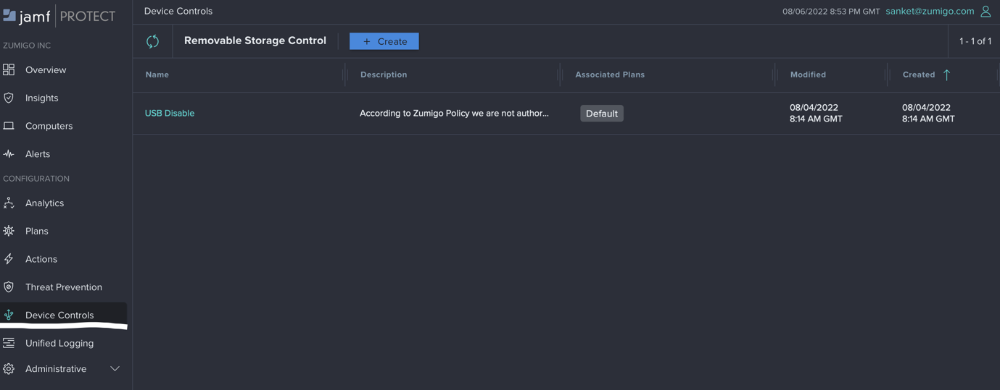 jamf PROTECT
Device Controls
08/06/2022 8:53 PM GMT sanket@zumigo.com
ZUMIGO INC
Overview
Insights
Computers
Alerts
CONFIGURATION
Analytics
Plans
Actions
Threat Prevention
Device Controls
Unified Logging
Administrative
Removable Storage Control
+ Create
1 - 1 of 1
Name Description Associated Plans Modified Created
USB Disable According to Zumigo Policy we are not author... Default 08/04/2022 08/04/2022
8:14 AM GMT 8:14 AM GMT